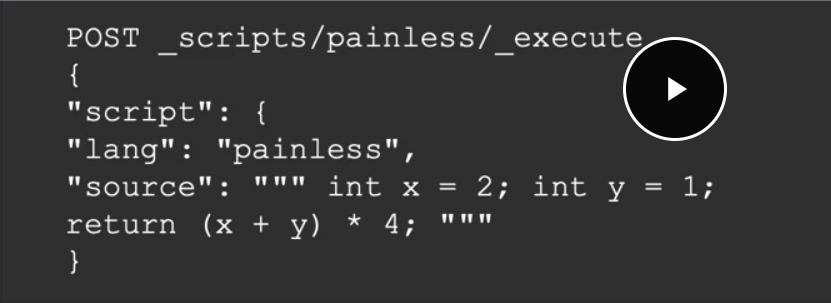 POST _scripts/painless/_execute
{
"script": {
"lang": "painless",
"source": """ int x = 2; int y = 1;
return (x + y) * 4; """
}